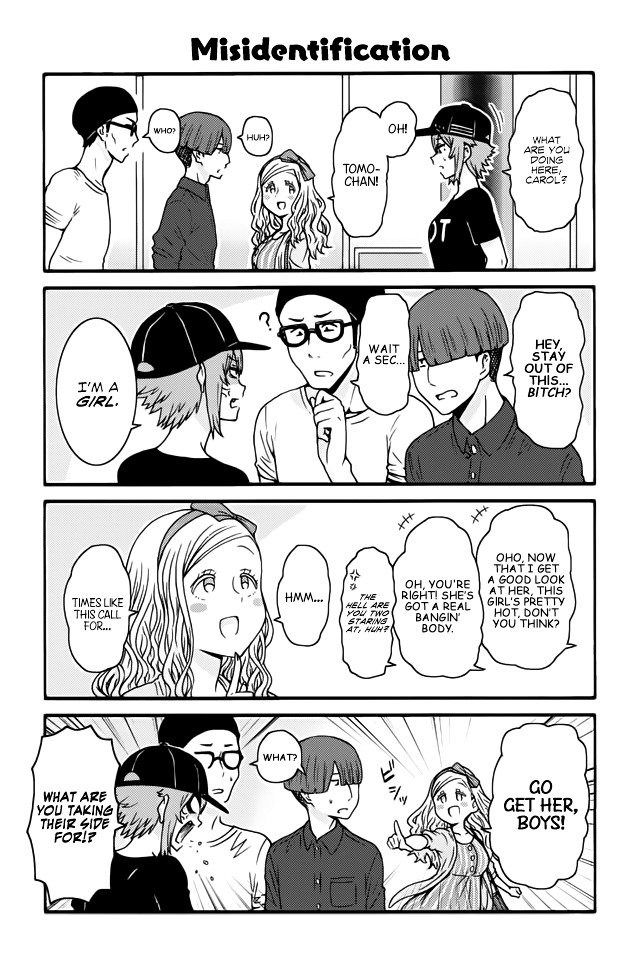 Misidentification
WHAT
ARE YOU
DOING
HERE,
CAROL?
OH!
TOMO-
CHAN!
HUH?
WHO?
OT
HEY,
STAY
OUT OF
THIS...
BITCH?
WAIT
A SEC...
?
I'M A
GIRL.
OHO, NOW
THAT I GET
A GOOD LOOK
AT HER, THIS
GIRL'S PRETTY
HOT, DON'T
YOU THINK?
OH, YOU'RE
RIGHT! SHE'S
GOT A REAL
BANGIN'
BODY.
THE
HELL ARE
YOU TWO
STARING
AT, HUH?
HMM...
TIMES LIKE
THIS CALL
FOR...
GO
GET HER,
BOYS!
WHAT?
WHAT ARE
YOU TAKING
THEIR SIDE
FOR!?